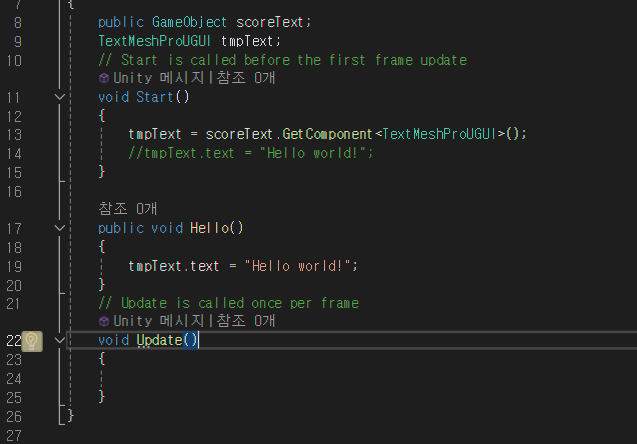 7 {
8 public GameObject scoreText;
9 TextMeshProUGUI tmpText;
10 // Start is called before the first frame update
Unity 메시지|참조 0개
11 void Start()
12 {
13 tmpText = scoreText.GetComponent<TextMeshProUGUI>();
14 //tmpText.text = "Hello world!";
15 }
16
참조 0개
17 public void Hello()
18 {
19 tmpText.text = "Hello world!";
20 }
21 // Update is called once per frame
Unity 메시지|참조 0개
22 void Update()
23 {
24
25 }
26 }
27